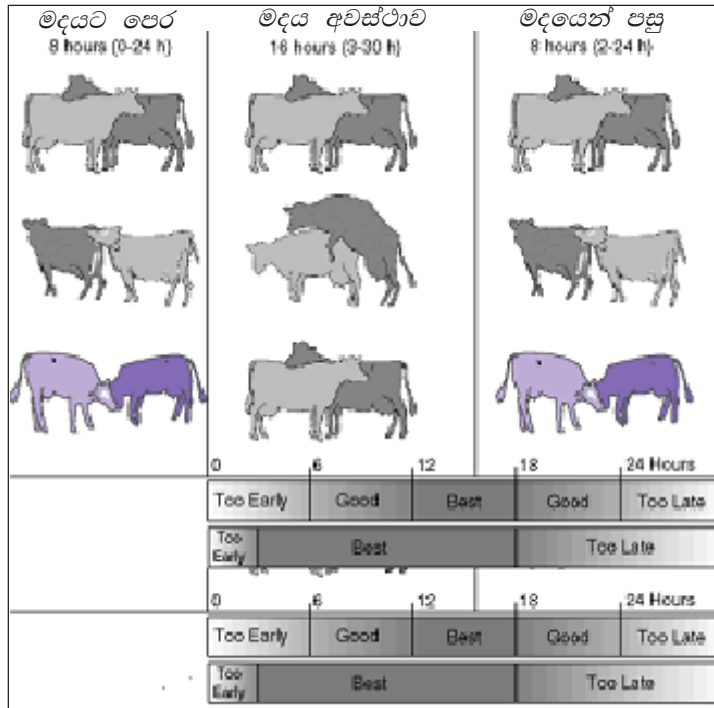 මදයට පෙර මදය අවස්ථාව මදයෙන් පසු
8 hours (0-24 h) 16 hours (3-30 h) 8 hours (2-24 h)
0 6 12 18 24 Hours
Too Early Good Best Good Too Late
Too Early Best Too Late
0 6 12 18 24 Hours
Too Early Good Best Good Too Late
Too Early Best Too Late